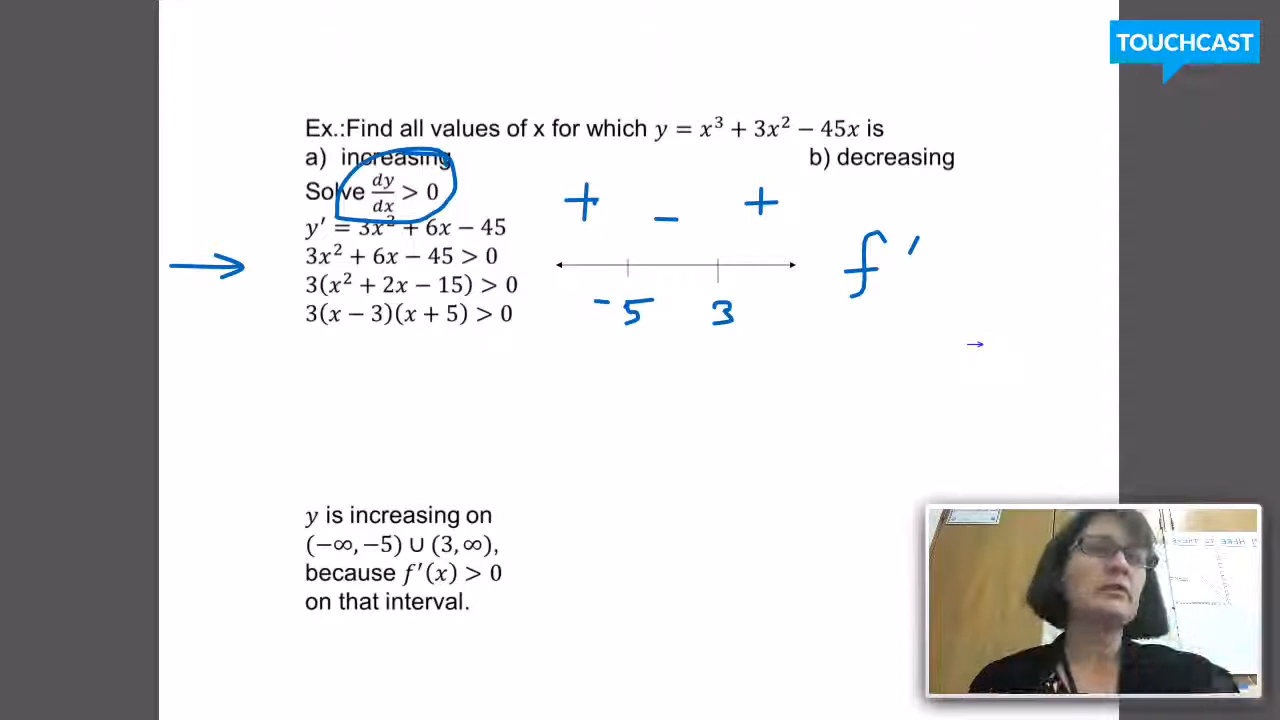 TOUCHCAST
Ex.:Find all values of x for which y = x³ + 3x² − 45x is
a) increasing
b) decreasing
Solve dy/dx > 0
y′ = 3x² + 6x − 45
3x² + 6x − 45 > 0
3(x² + 2x − 15) > 0
3(x − 3)(x + 5) > 0
+ − +
-5 3
f ′
y is increasing on
(−∞, −5) ∪ (3, ∞),
because f′(x) > 0
on that interval.